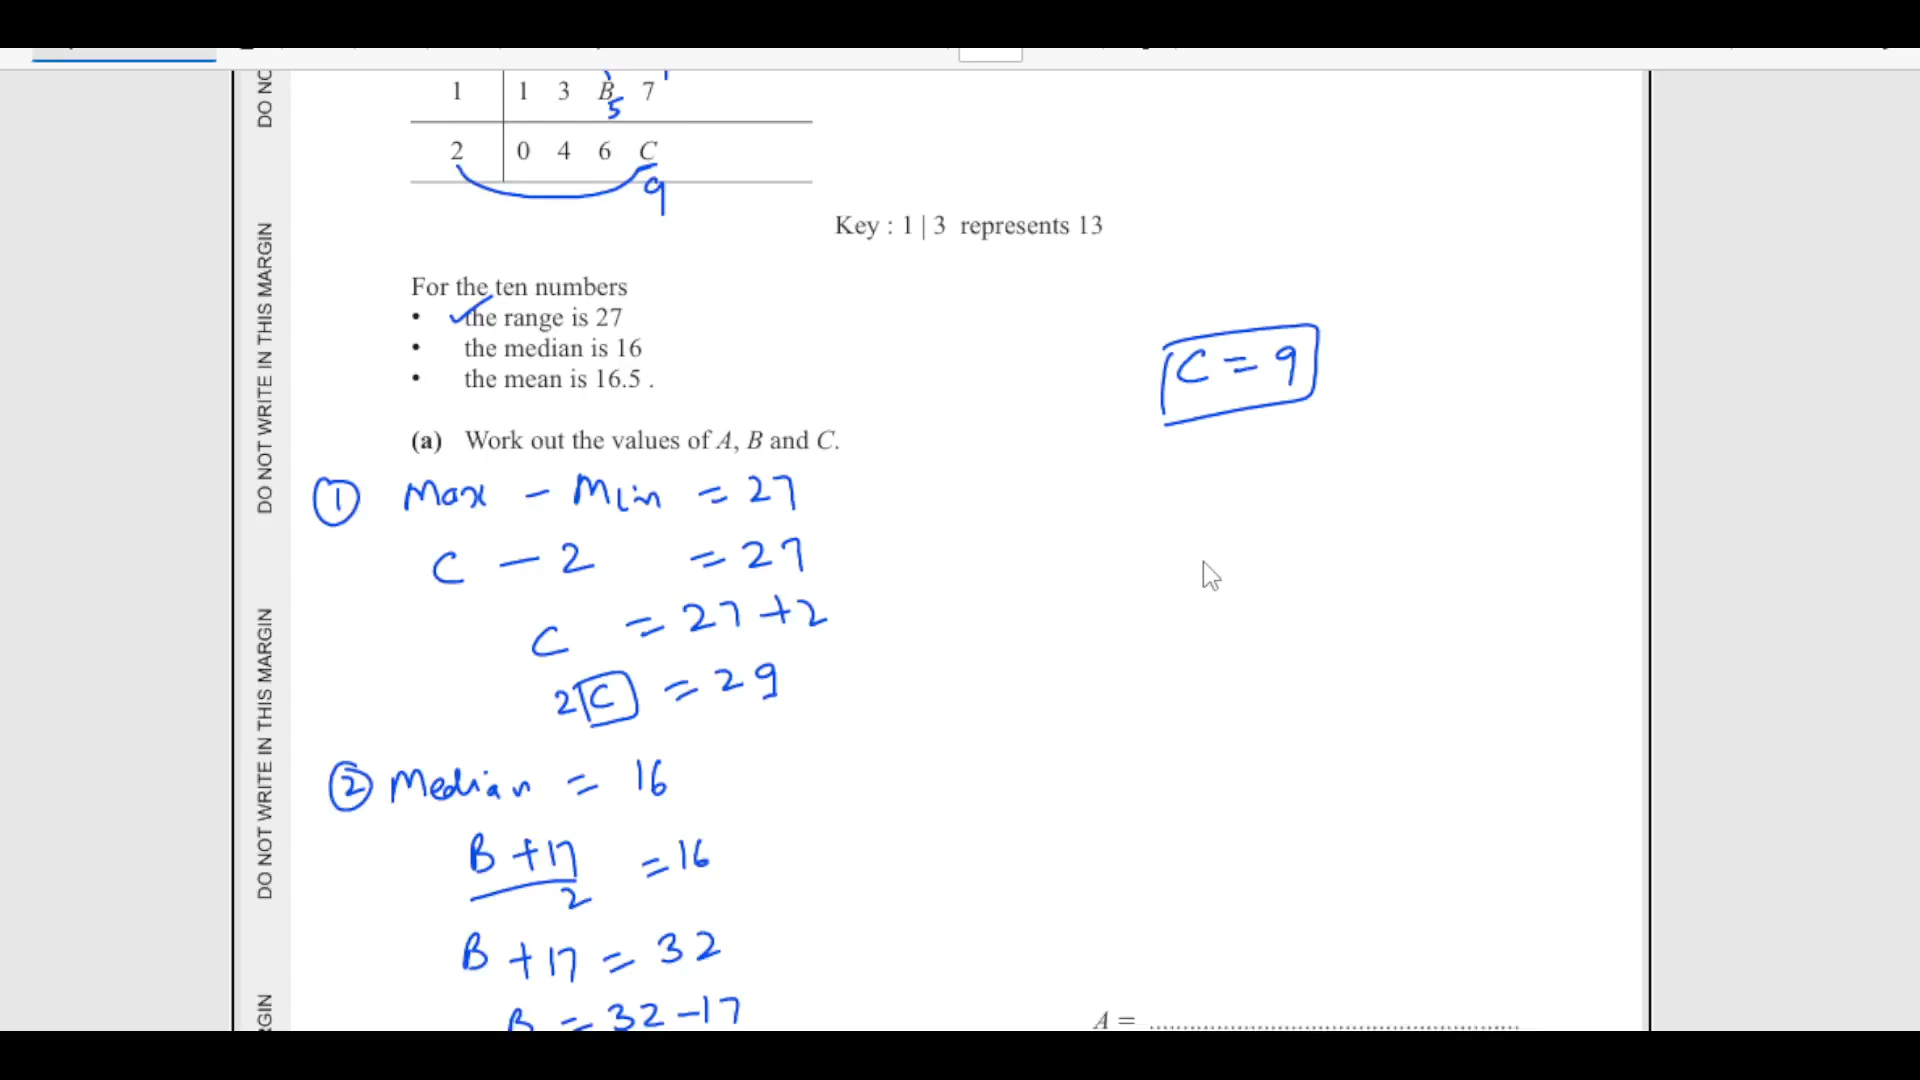 1 | 1 3 B 7
5
2 | 0 4 6 C
9
Key : 1 | 3 represents 13
For the ten numbers
• the range is 27
• the median is 16
• the mean is 16.5 .
C = 9
(a) Work out the values of A, B and C.
① Max - Min = 27
C - 2 = 27
C = 27 + 2
2C = 29
② Median = 16
B + 17 / 2 = 16
B + 17 = 32
B = 32 - 17
A = ........................................
DO NO
DO NOT WRITE IN THIS MARGIN
DO NOT WRITE IN THIS MARGIN
RGIN